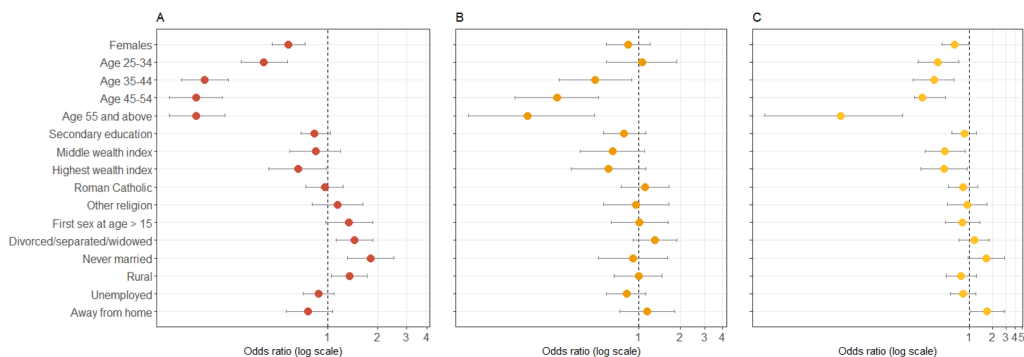 A B C
Females
Age 25-34
Age 35-44
Age 45-54
Age 55 and above
Secondary education
Middle wealth index
Highest wealth index
Roman Catholic
Other religion
First sex at age > 15
Divorced/separated/widowed
Never married
Rural
Unemployed
Away from home
1 2 3 4 1 2 3 4 1 2 3 4 5
Odds ratio (log scale) Odds ratio (log scale) Odds ratio (log scale)